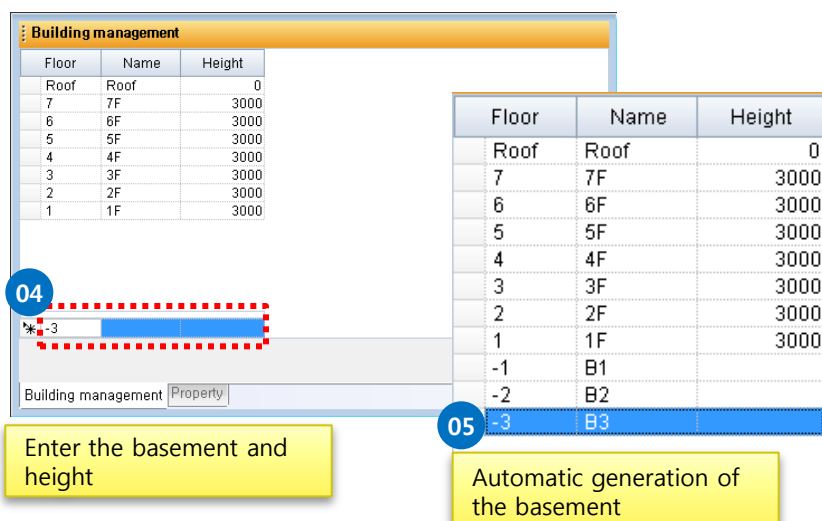 Building management
Floor Name Height
Roof Roof 0
7 7F 3000
6 6F 3000
5 5F 3000
4 4F 3000
3 3F 3000
2 2F 3000
1 1F 3000
04
-3
Building management Property
Enter the basement and
height
Floor Name Height
Roof Roof 0
7 7F 3000
6 6F 3000
5 5F 3000
4 4F 3000
3 3F 3000
2 2F 3000
1 1F 3000
-1 B1
-2 B2
05 -3 B3
Automatic generation of
the basement